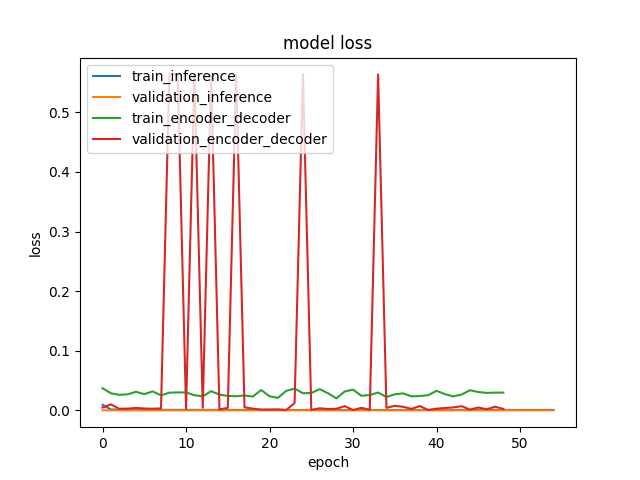 model loss
train_inference
validation_inference
train_encoder_decoder
validation_encoder_decoder
loss
0.5
0.4
0.3
0.2
0.1
0.0
0 10 20 30 40 50
epoch